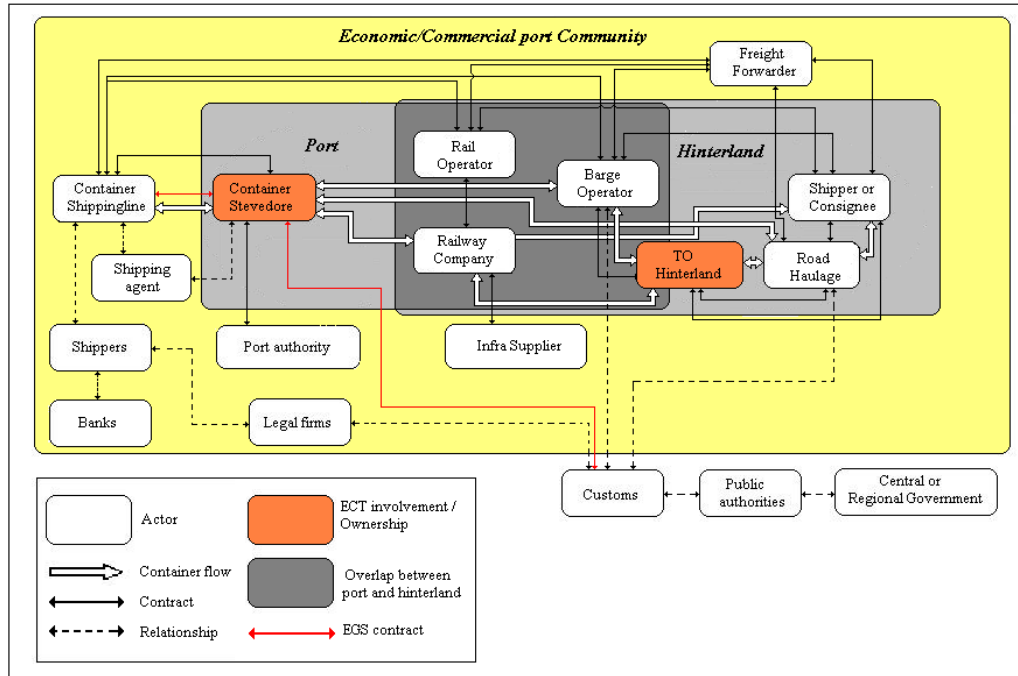 Economic/Commercial port Community
Freight
Forwarder
Port
Hinterland
Rail
Operator
Barge
Operator
Container
Shippingline
Container
Stevedore
Shipper or
Consignee
Railway
Company
TO
Hinterland
Road
Haulage
Shipping
agent
Shippers
Port authority
Infra Supplier
Banks
Legal firms
Customs
Public
authorities
Central or
Regional Government
Actor
ECT involvement /
Ownership
Container flow
Overlap between
port and hinterland
Contract
Relationship
EGS contract